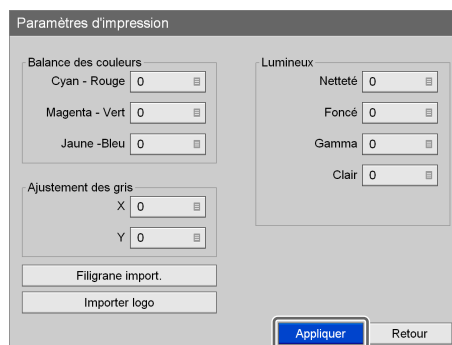 Paramètres d'impression
Balance des couleurs
Cyan - Rouge 0
Magenta - Vert 0
Jaune -Bleu 0
Ajustement des gris
X 0
Y 0
Filigrane import.
Importer logo
Lumineux
Netteté 0
Foncé 0
Gamma 0
Clair 0
Appliquer Retour